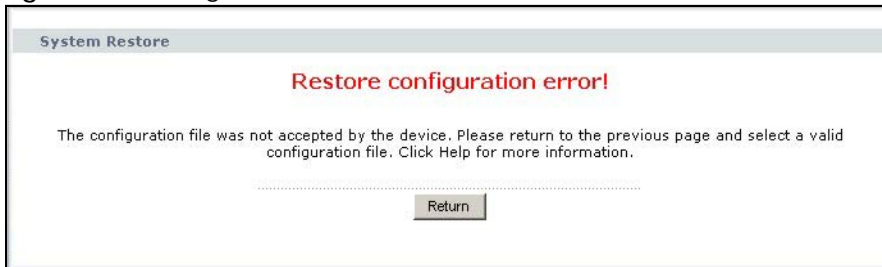 System Restore
Restore configuration error!
The configuration file was not accepted by the device. Please return to the previous page and select a valid
configuration file. Click Help for more information.
Return